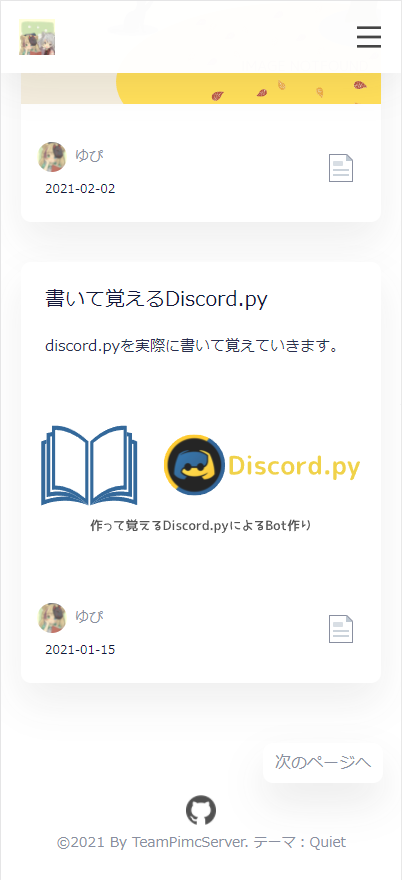 ゆぴ
2021-02-02
書いて覚えるDiscord.py
discord.pyを実際に書いて覚えていきます。
Discord.py
作って覚えるDiscord.pyによるBot作り
ゆぴ
2021-01-15
次のページへ
©2021 By TeamPimcServer. テーマ : Quiet